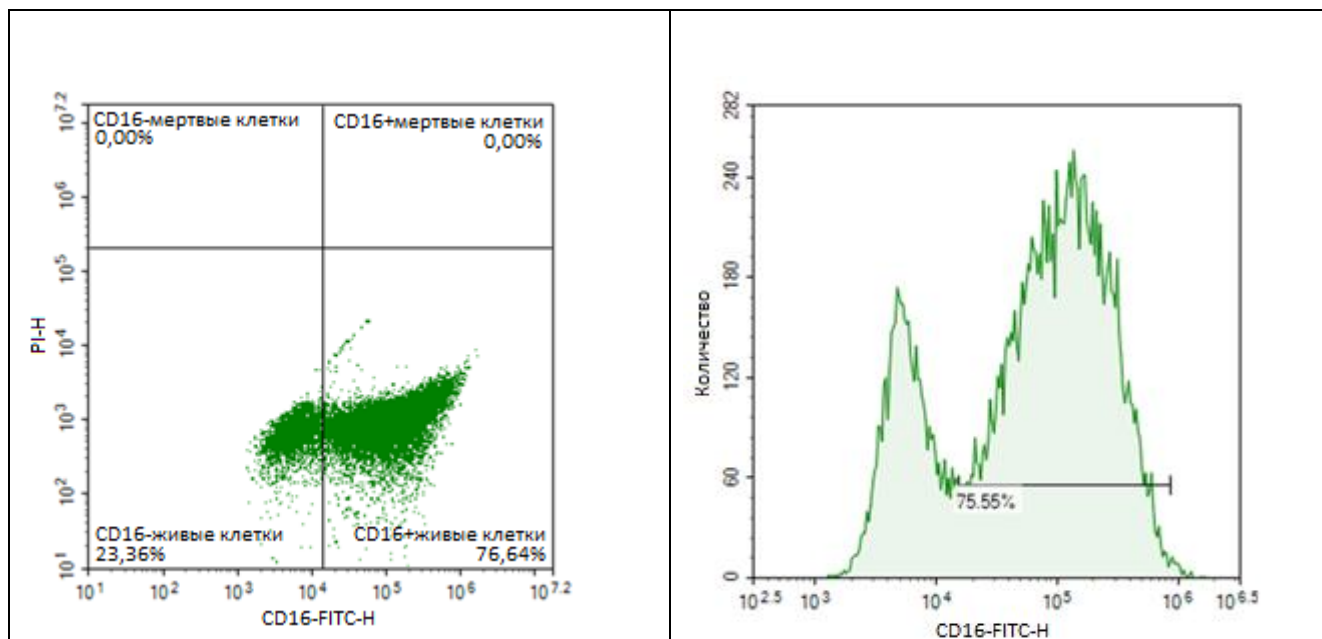 CD16-мертвые клетки
0,00%
CD16+мертвые клетки
0,00%
CD16-живые клетки
23,36%
CD16+живые клетки
76,64%
10^7.2
10^6
10^5
10^4
10^3
10^2
10^1
PI-H
10^1 10^2 10^3 10^4 10^5 10^6 10^7.2
CD16-FITC-H
282
240
180
120
60
0
Количество
75.55%
10^2.5 10^3 10^4 10^5 10^6 10^6.5
CD16-FITC-H